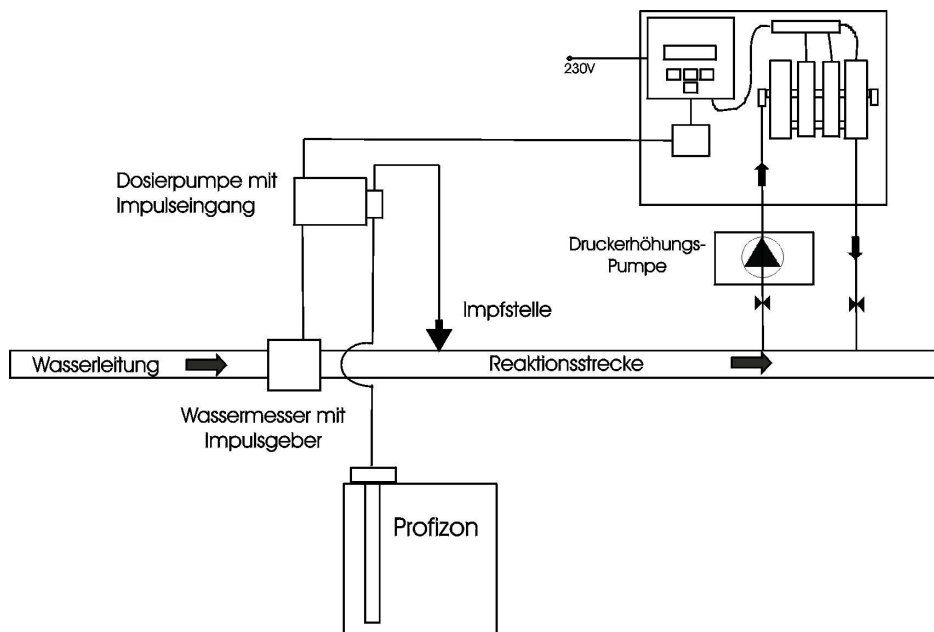 230V
Dosierpumpe mit
Impulseingang
Druckerhöhungs-
Pumpe
Impfstelle
Wasserleitung
Reaktionsstrecke
Wassermesser mit
Impulsgeber
Profizon